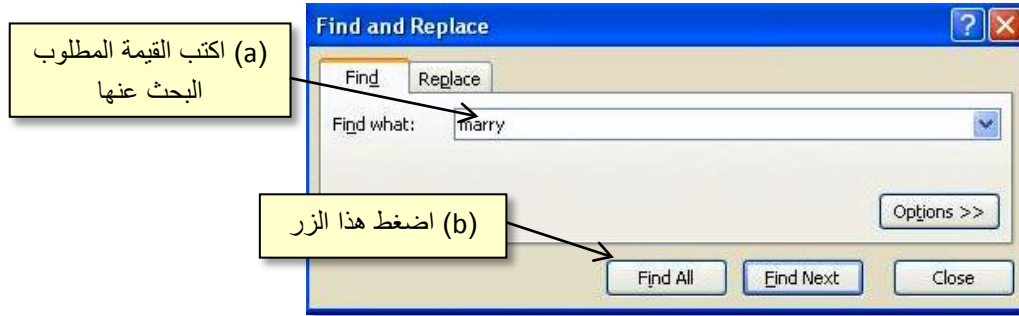 Find and Replace
(a) اكتب القيمة المطلوب
البحث عنها
Find Replace
Find what: marry
Options >>
(b) اضغط هذا الزر
Find All Find Next Close